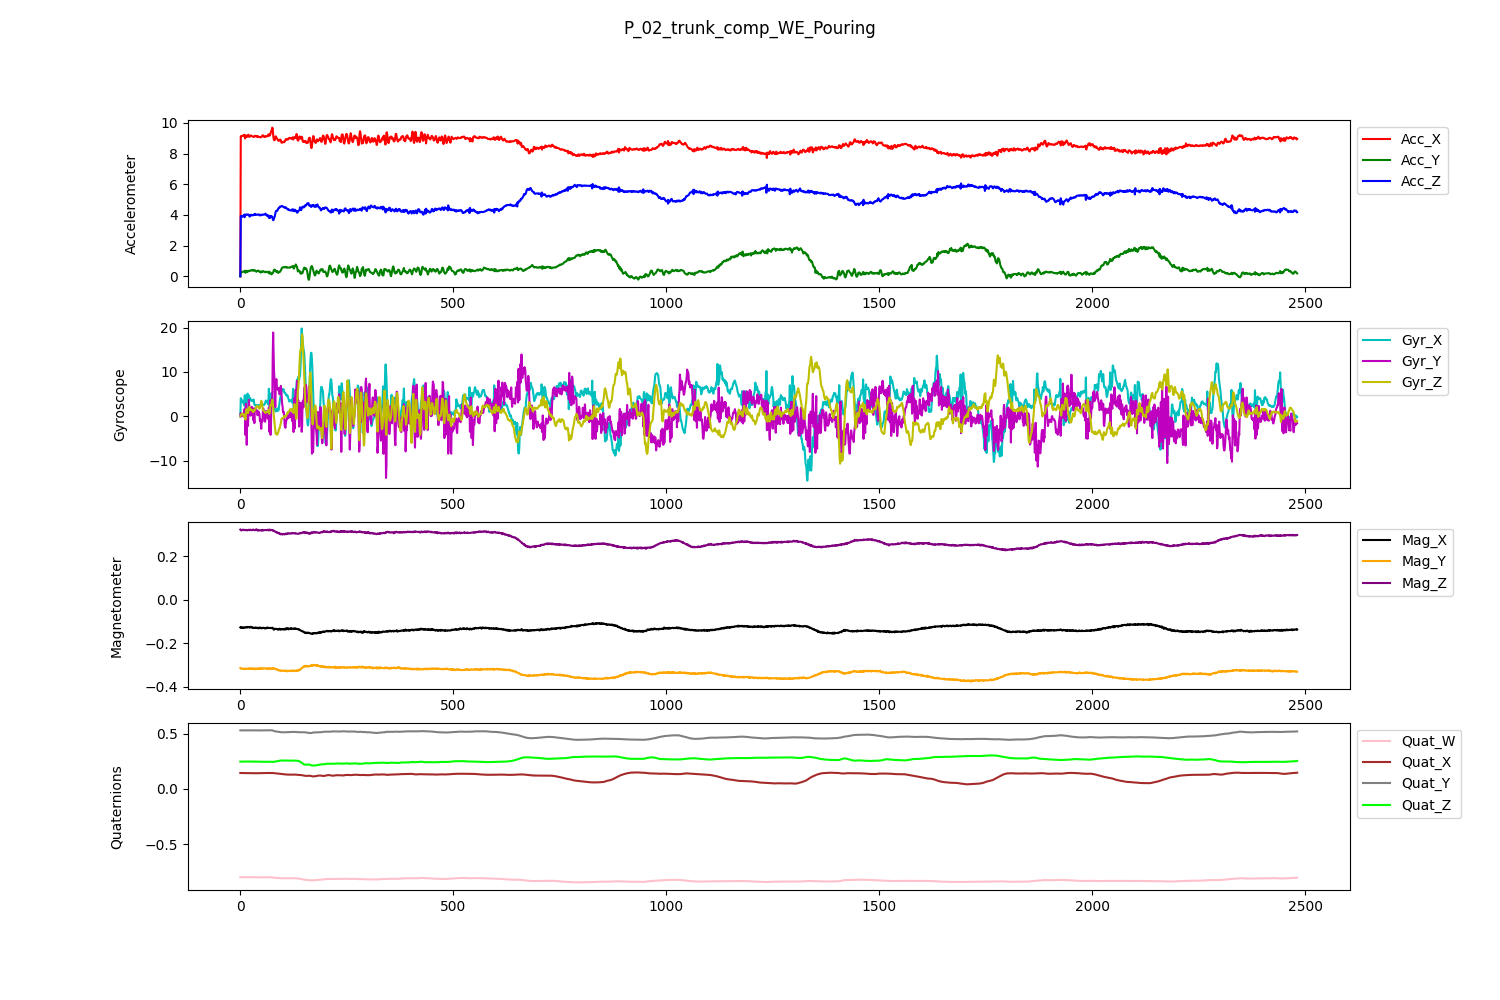 P_02_trunk_comp_WE_Pouring
Accelerometer
10
8
6
4
2
0
0 500 1000 1500 2000 2500
Acc_X
Acc_Y
Acc_Z
Gyroscope
20
10
0
−10
0 500 1000 1500 2000 2500
Gyr_X
Gyr_Y
Gyr_Z
Magnetometer
0.2
0.0
−0.2
−0.4
0 500 1000 1500 2000 2500
Mag_X
Mag_Y
Mag_Z
Quaternions
0.5
0.0
−0.5
0 500 1000 1500 2000 2500
Quat_W
Quat_X
Quat_Y
Quat_Z